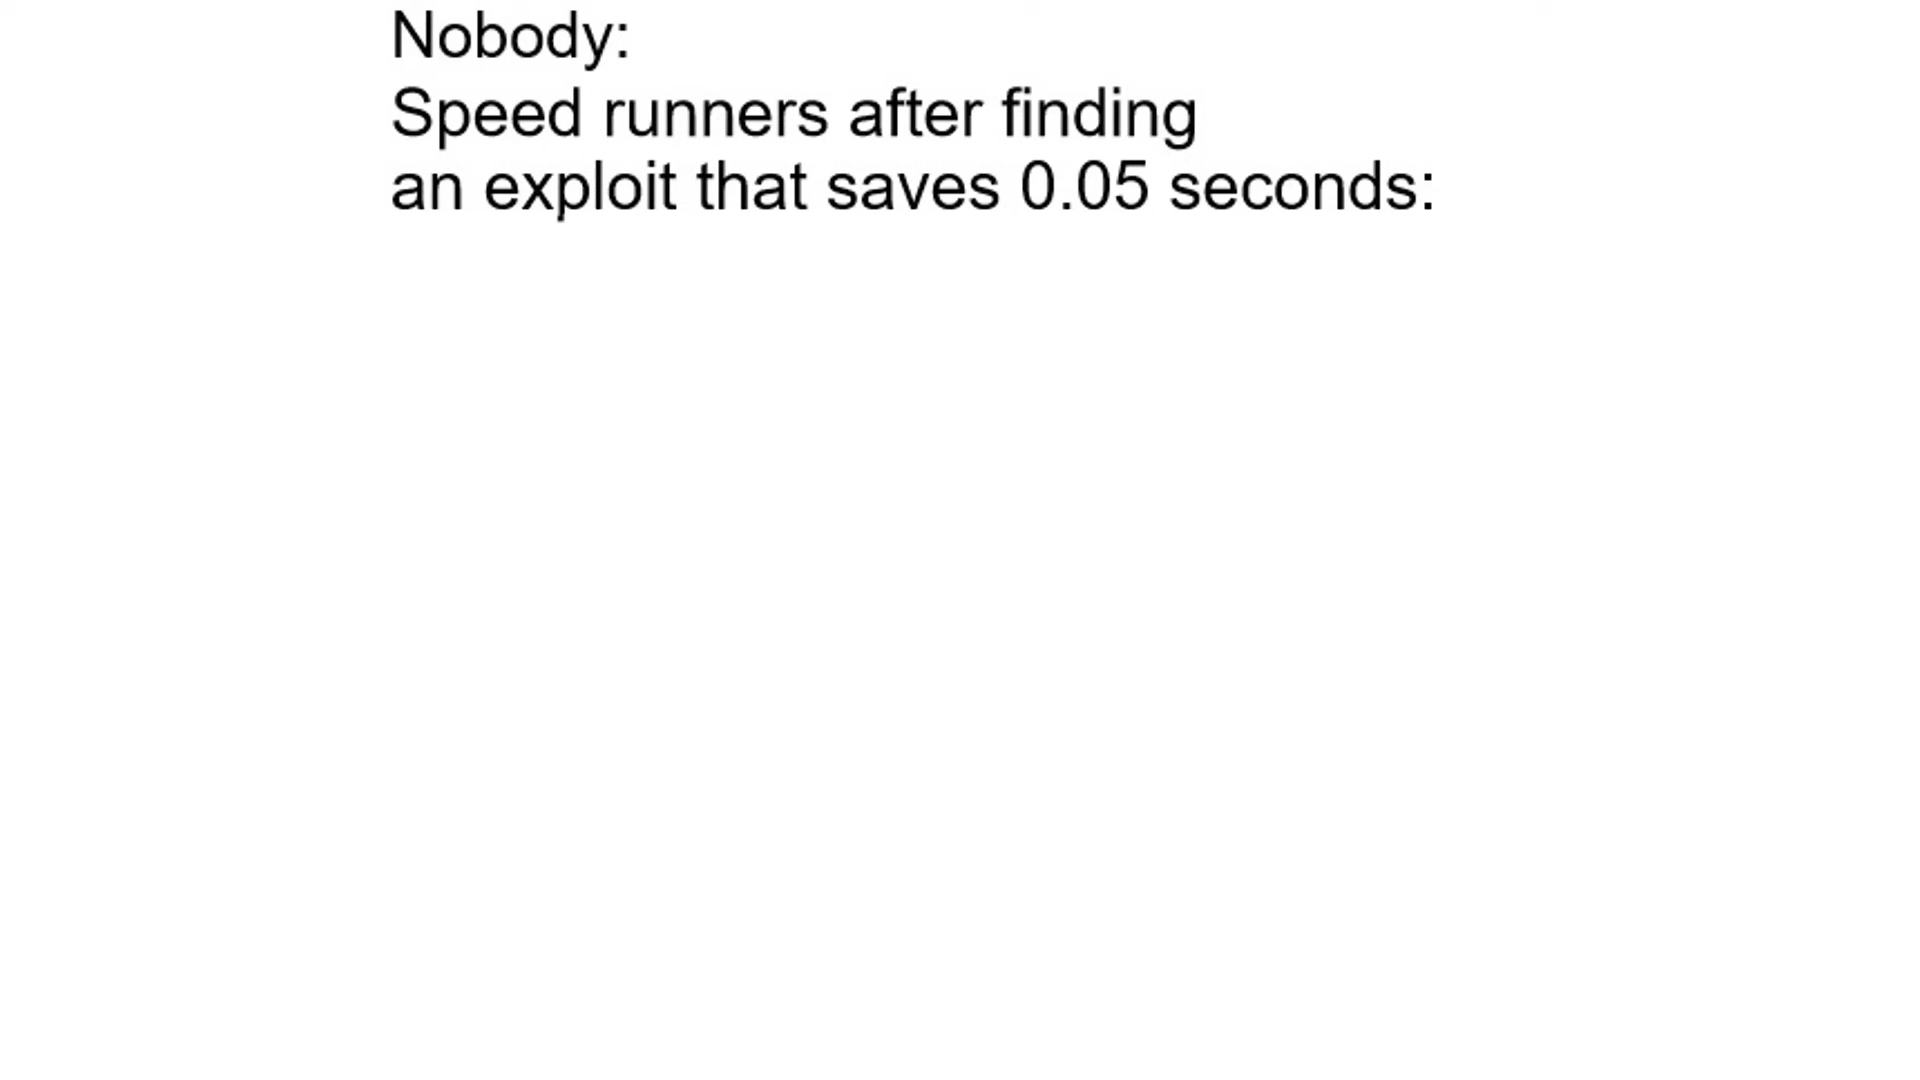 Nobody:
Speed runners after finding
an exploit that saves 0.05 seconds: